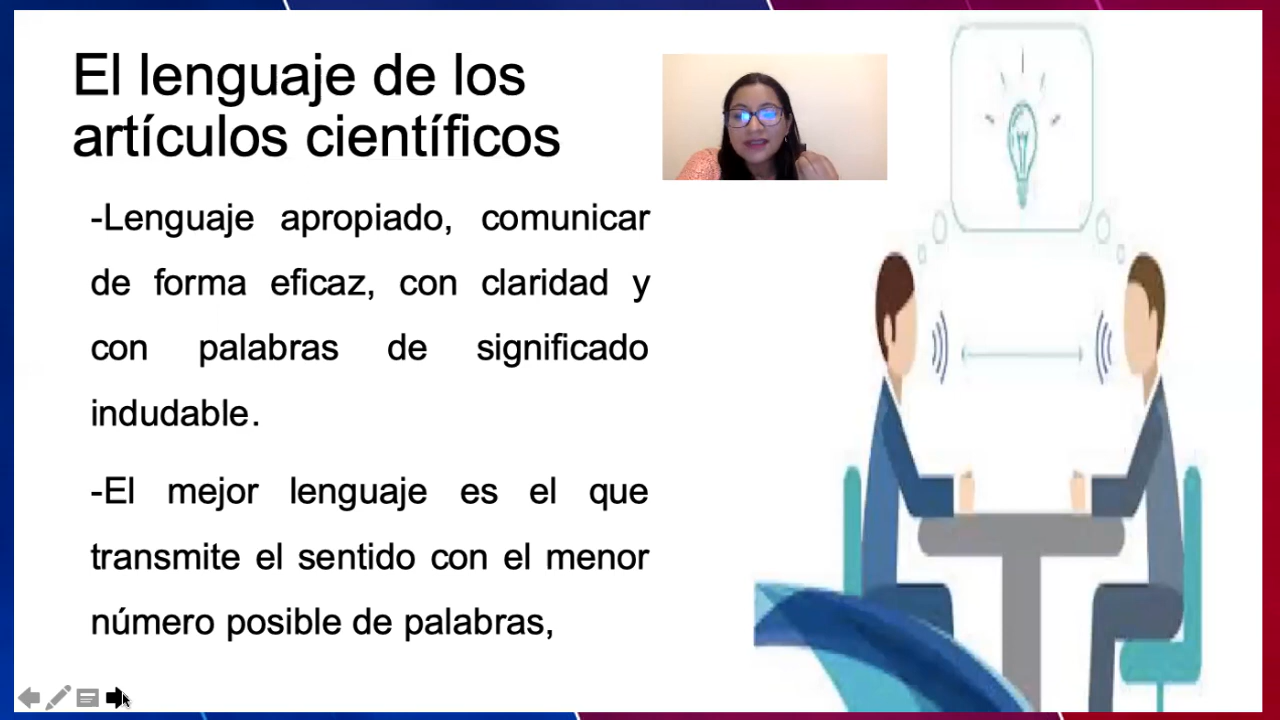 El lenguaje de los
artículos científicos
-Lenguaje apropiado, comunicar
de forma eficaz, con claridad y
con palabras de significado
indudable.
-El mejor lenguaje es el que
transmite el sentido con el menor
número posible de palabras,